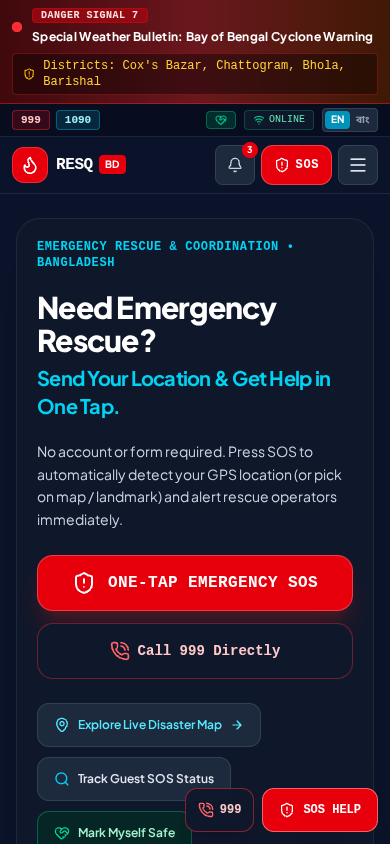 DANGER SIGNAL 7
Special Weather Bulletin: Bay of Bengal Cyclone Warning
Districts: Cox's Bazar, Chattogram, Bhola,
Barishal
999 1090 ONLINE EN বাং
RESQ BD 3 SOS
EMERGENCY RESCUE & COORDINATION •
BANGLADESH
Need Emergency
Rescue?
Send Your Location & Get Help in
One Tap.
No account or form required. Press SOS to
automatically detect your GPS location (or pick
on map / landmark) and alert rescue operators
immediately.
ONE-TAP EMERGENCY SOS
Call 999 Directly
Explore Live Disaster Map
Track Guest SOS Status
999 SOS HELP
Mark Myself Safe